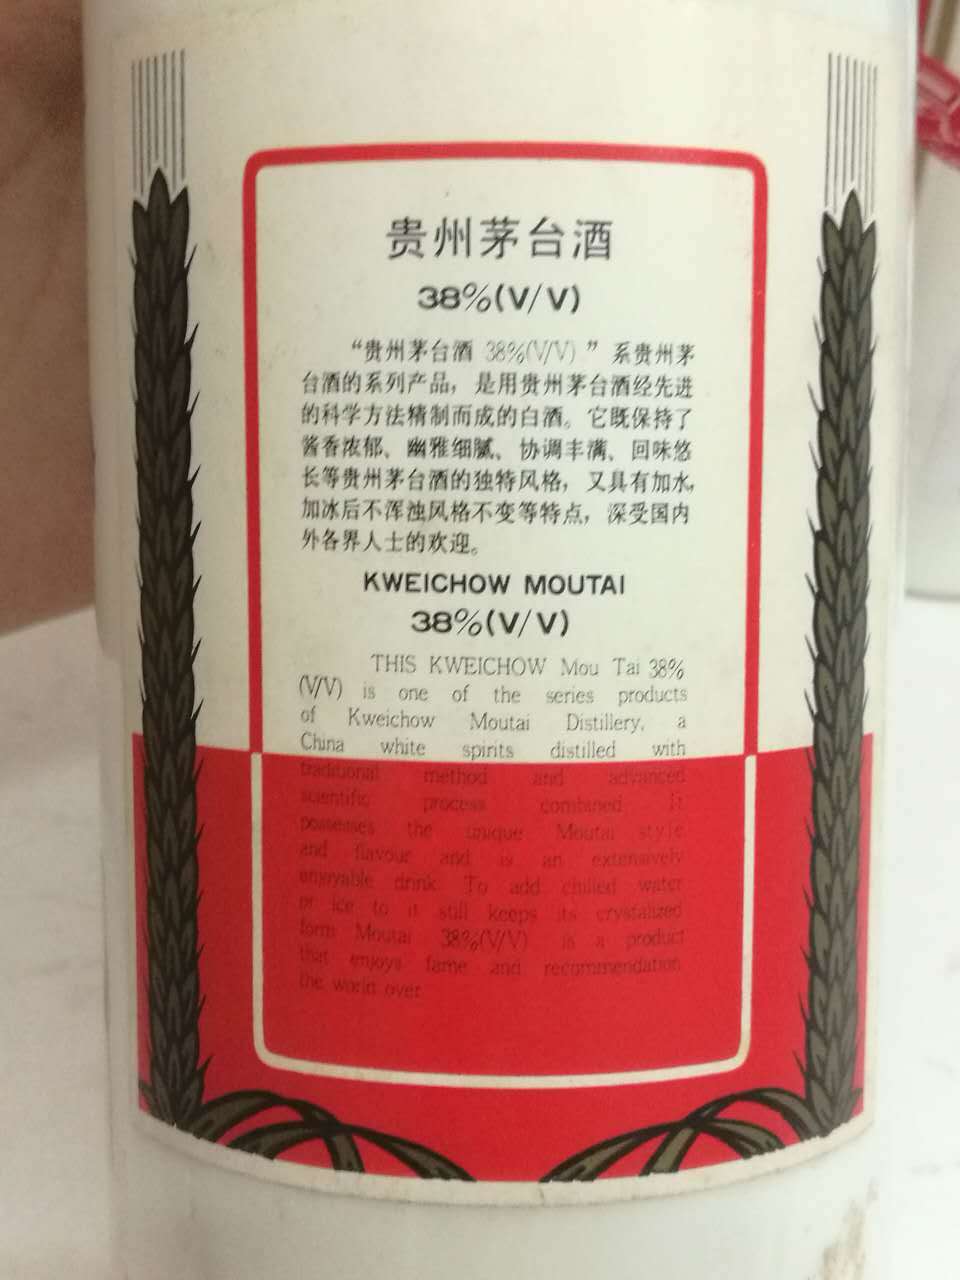 贵州茅台酒
38%(V/V)
“贵州茅台酒 38%(V/V)”系贵州茅
台酒的系列产品，是用贵州茅台酒经先进
的科学方法精制而成的白酒。它既保持了
酱香浓郁、幽雅细腻、协调丰满、回味悠
长等贵州茅台酒的独特风格，又具有加水,
加冰后不浑浊风格不变等特点，深受国内
外各界人士的欢迎。
KWEICHOW MOUTAI
38%(V/V)
THIS KWEICHOW Mou Tai 38%
(V/V) is one of the series products
of Kweichow Moutai Distillery, a
China white spirits distilled with
traditional method and advanced
scientific process combined. It
possesses the unique Moutai style
and flavour and is an extensively
enjoyable drink. To add chilled water
or ice to it still keeps its crystalized
form Moutai 38%(V/V) is a product
that enjoys fame and recommendation
the world over